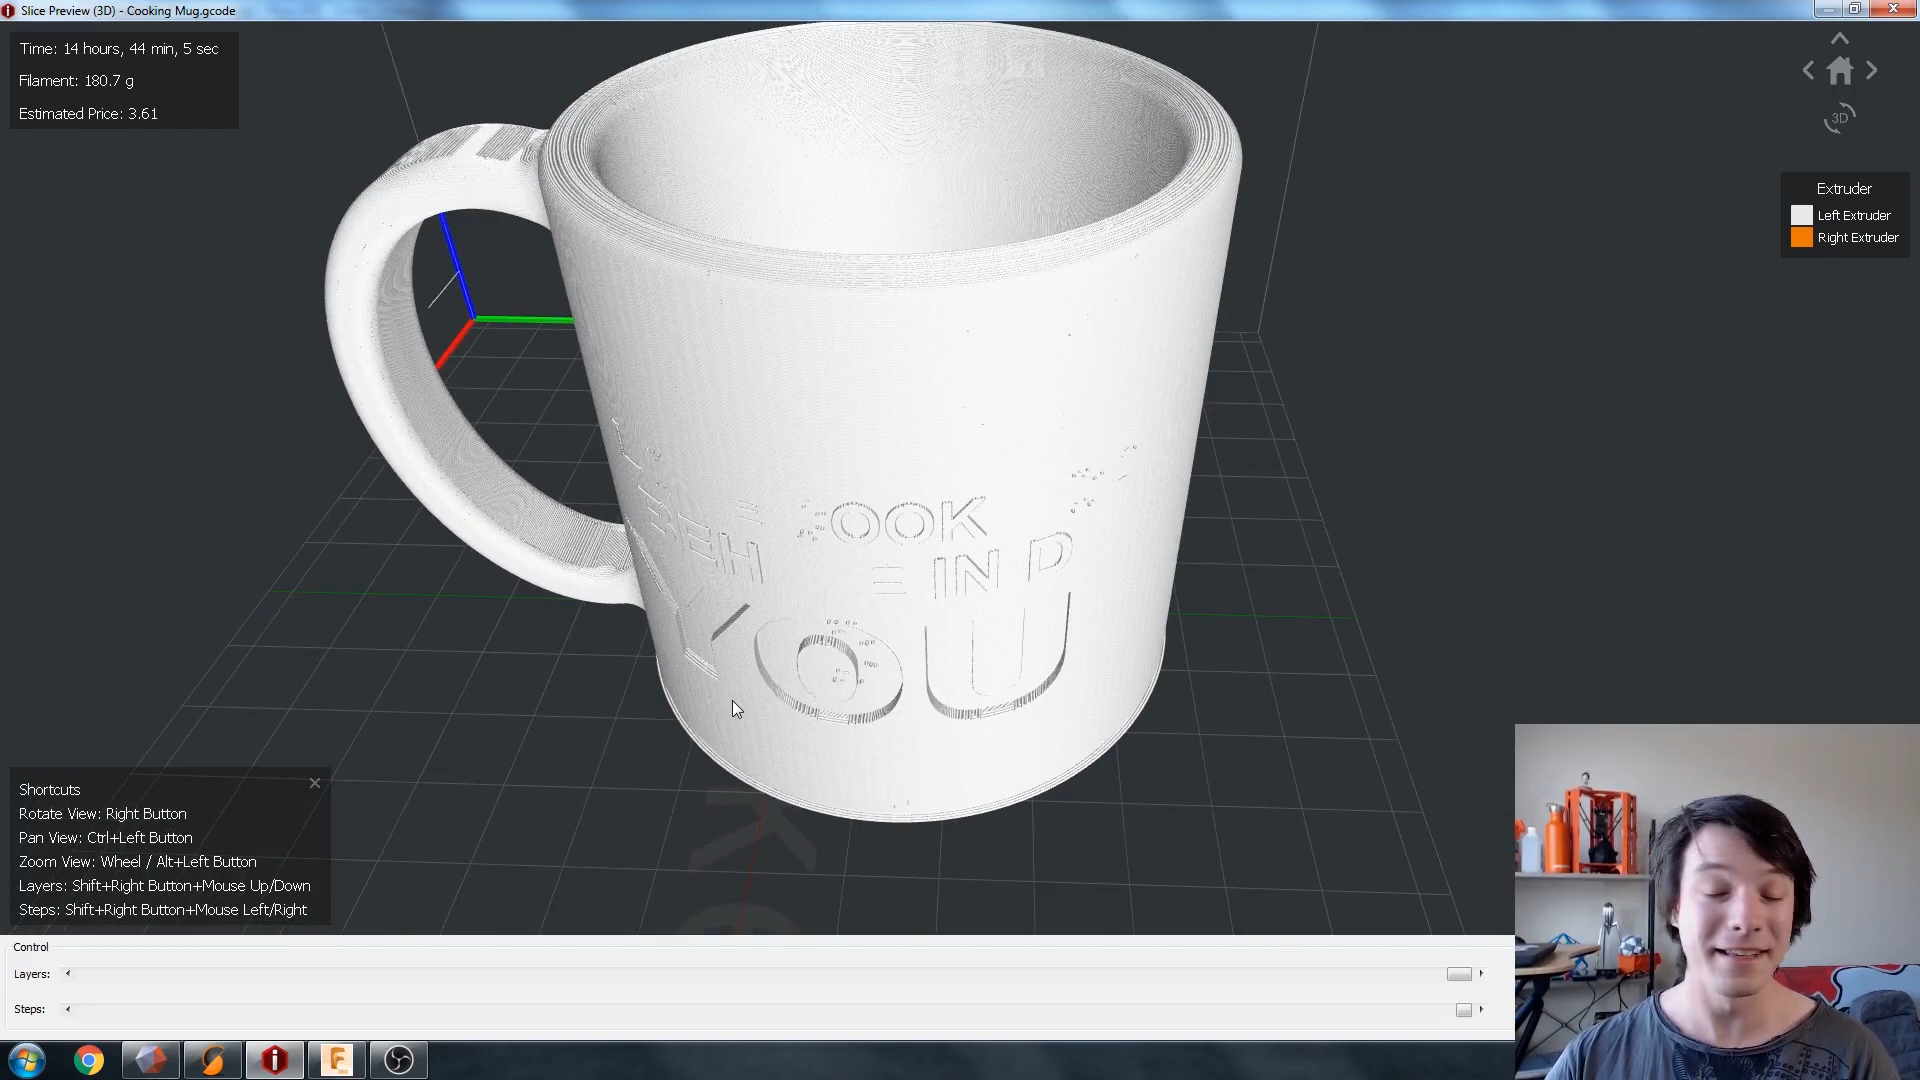 Slice Preview (3D) - Cooking Mug.gcode
Time: 14 hours, 44 min, 5 sec
Filament: 180.7 g
Estimated Price: 3.61
3D
Extruder
Left Extruder
Right Extruder
OOK
IN
YOU
Shortcuts
Rotate View: Right Button
Pan View: Ctrl+Left Button
Zoom View: Wheel / Alt+Left Button
Layers: Shift+Right Button+Mouse Up/Down
Steps: Shift+Right Button+Mouse Left/Right
Control
Layers:
Steps: